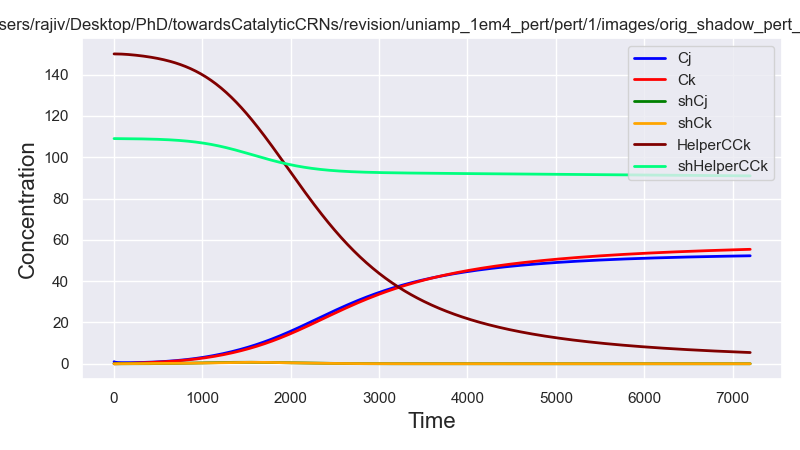 sers/rajiv/Desktop/PhD/towardsCatalyticCRNs/revision/uniamp_1em4_pert/pert/1/images/orig_shadow_pert_
Cj
Ck
shCj
shCk
HelperCCk
shHelperCCk
140
120
100
80
60
40
20
0
Concentration
0 1000 2000 3000 4000 5000 6000 7000
Time